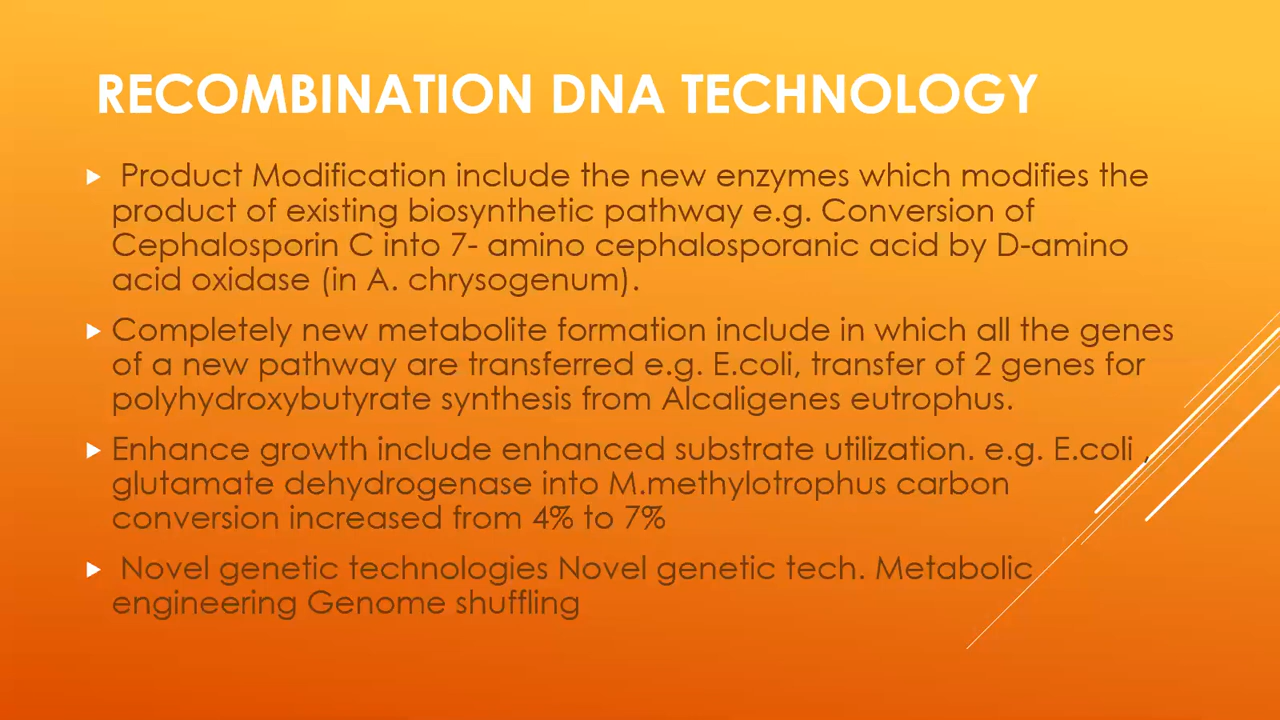 RECOMBINATION DNA TECHNOLOGY
Product Modification include the new enzymes which modifies the
product of existing biosynthetic pathway e.g. Conversion of
Cephalosporin C into 7- amino cephalosporanic acid by D-amino
acid oxidase (in A. chrysogenum).
Completely new metabolite formation include in which all the genes
of a new pathway are transferred e.g. E.coli, transfer of 2 genes for
polyhydroxybutyrate synthesis from Alcaligenes eutrophus.
Enhance growth include enhanced substrate utilization. e.g. E.coli ,
glutamate dehydrogenase into M.methylotrophus carbon
conversion increased from 4% to 7%
Novel genetic technologies Novel genetic tech. Metabolic
engineering Genome shuffling